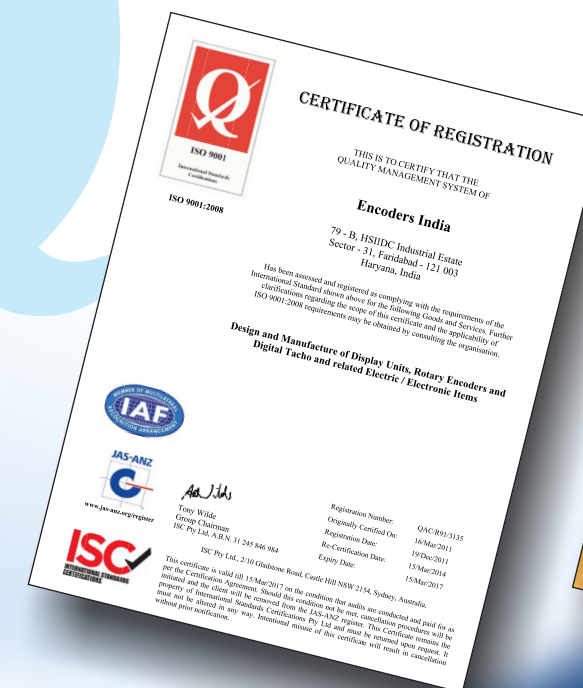 Q
ISO 9001
International Standards
Certifications
ISO 9001:2008
CERTIFICATE OF REGISTRATION
THIS IS TO CERTIFY THAT THE
QUALITY MANAGEMENT SYSTEM OF
Encoders India
79 - B, HSIIDC Industrial Estate
Sector - 31, Faridabad - 121 003
Haryana, India
Has been assessed and registered as complying with the requirements of the
International Standard shown above for the following Goods and Services. Further
clarifications regarding the scope of this certificate and the applicability of
ISO 9001:2008 requirements may be obtained by consulting the organisation.
Design and Manufacture of Display Units, Rotary Encoders and
Digital Tacho and related Electric / Electronic Items
MEMBER OF MULTILATERAL
IAF
RECOGNITION ARRANGEMENT
JAS-ANZ
www.jas-anz.org/register
ISC
INTERNATIONAL STANDARDS
CERTIFICATIONS
Tony Wilde
Group Chairman
ISC Pty Ltd, A.B.N. 31 245 846 984
Registration Number: QAC/R91/3135
Originally Certified On: 16/Mar/2011
Registration Date: 19/Dec/2011
Re-Certification Date: 15/Mar/2014
Expiry Date: 15/Mar/2017
ISC Pty Ltd., 2/10 Gladstone Road, Castle Hill NSW 2154, Sydney, Australia.
This certificate is valid till 15/Mar/2017 on the condition that audits are conducted and paid for as
per the Certification Agreement. Should this condition not be met, cancellation procedures will be
initiated and the client will be removed from the JAS-ANZ register. This Certificate remains the
property of International Standards Certifications Pty Ltd and must be returned upon request. It
must not be altered in any way. Intentional misuse of this certificate will result in cancellation
without prior notification.